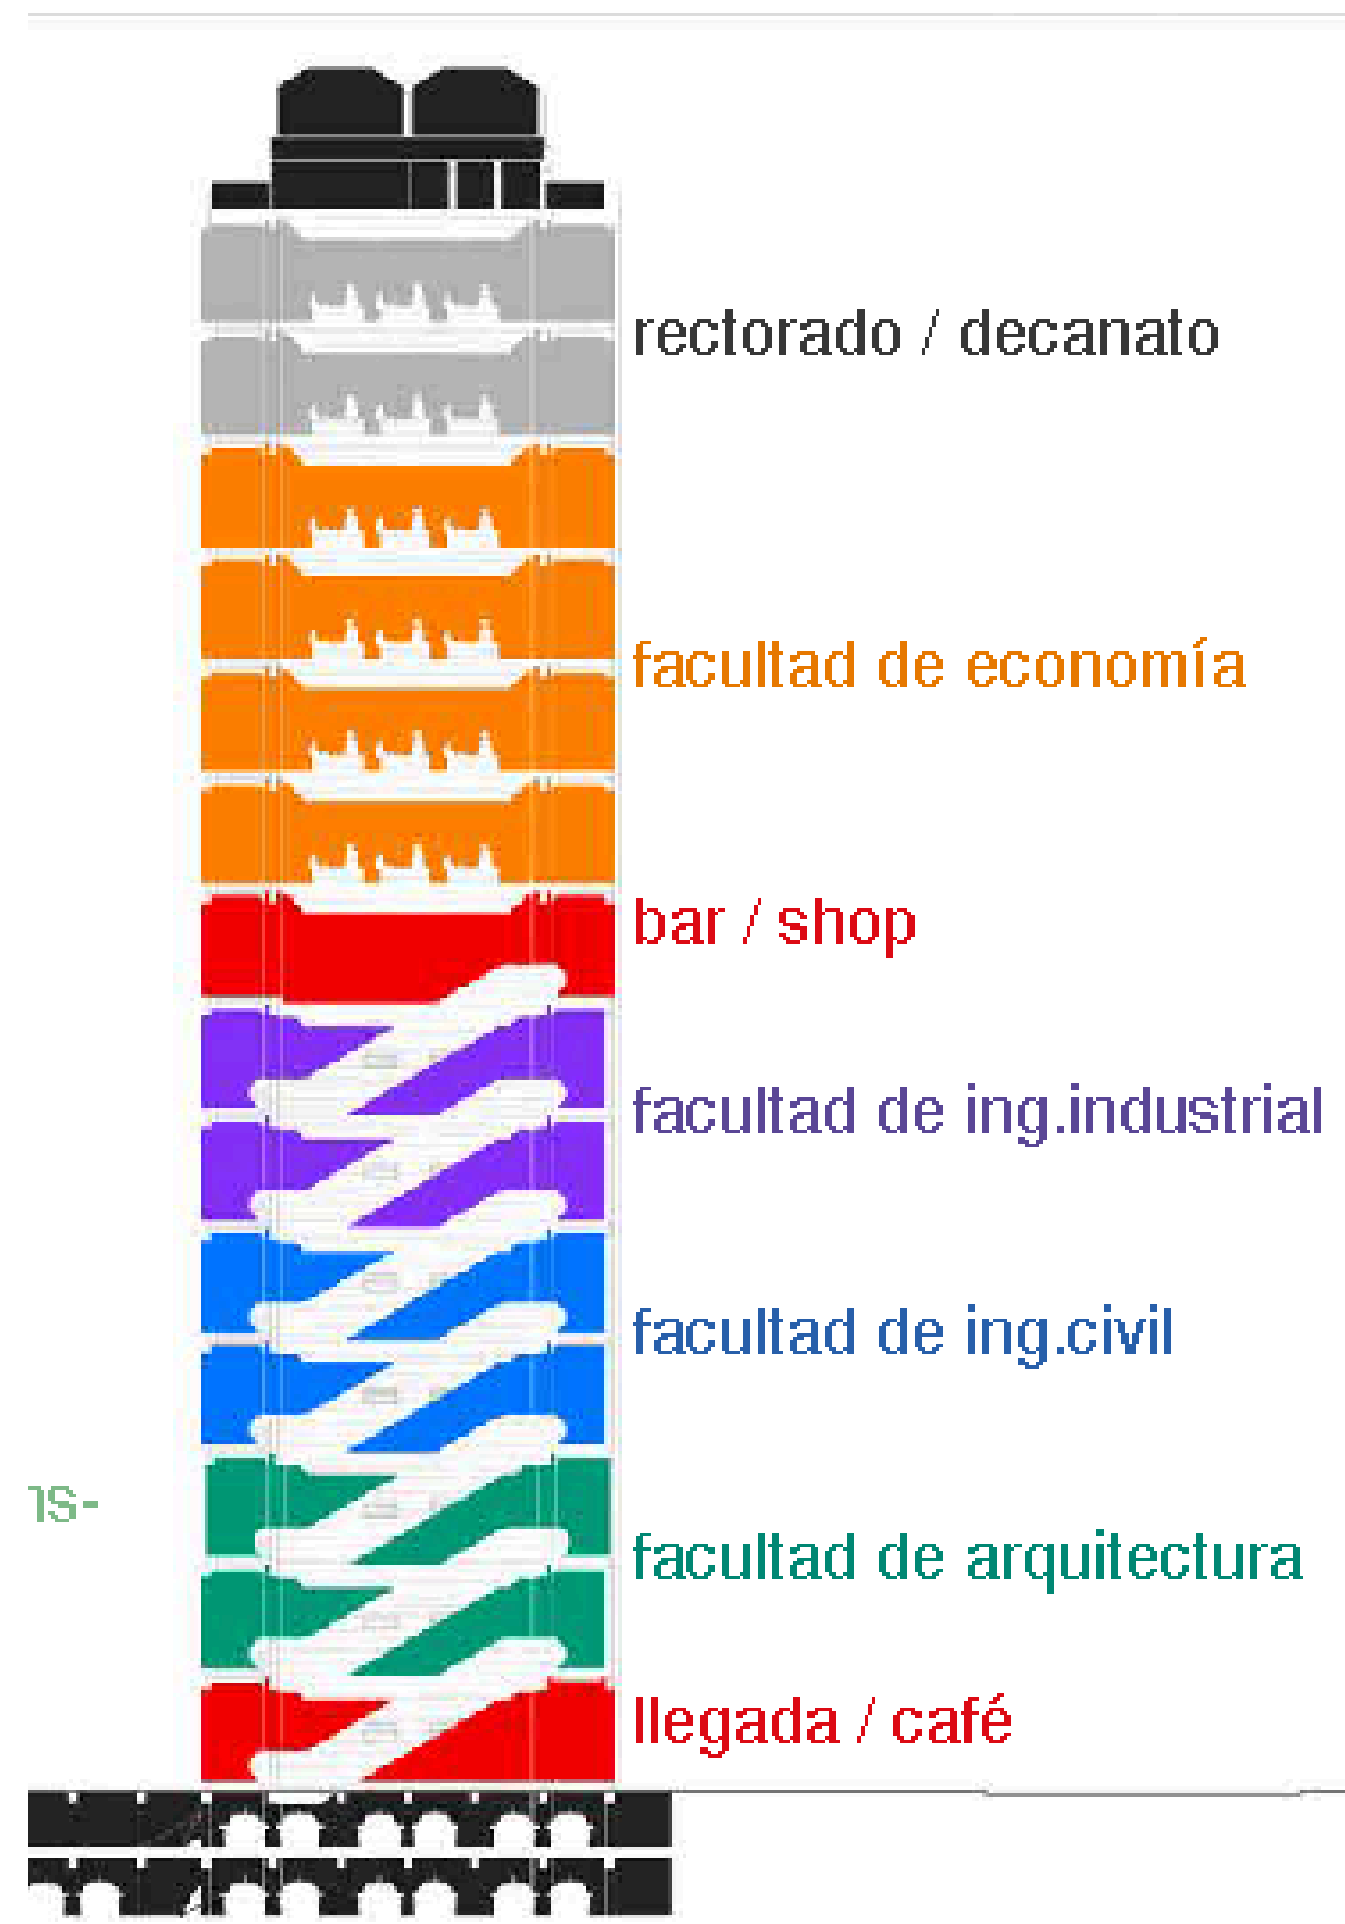 rectorado / decanato
facultad de economía
bar / shop
facultad de ing.industrial
facultad de ing.civil
facultad de arquitectura
llegada / café